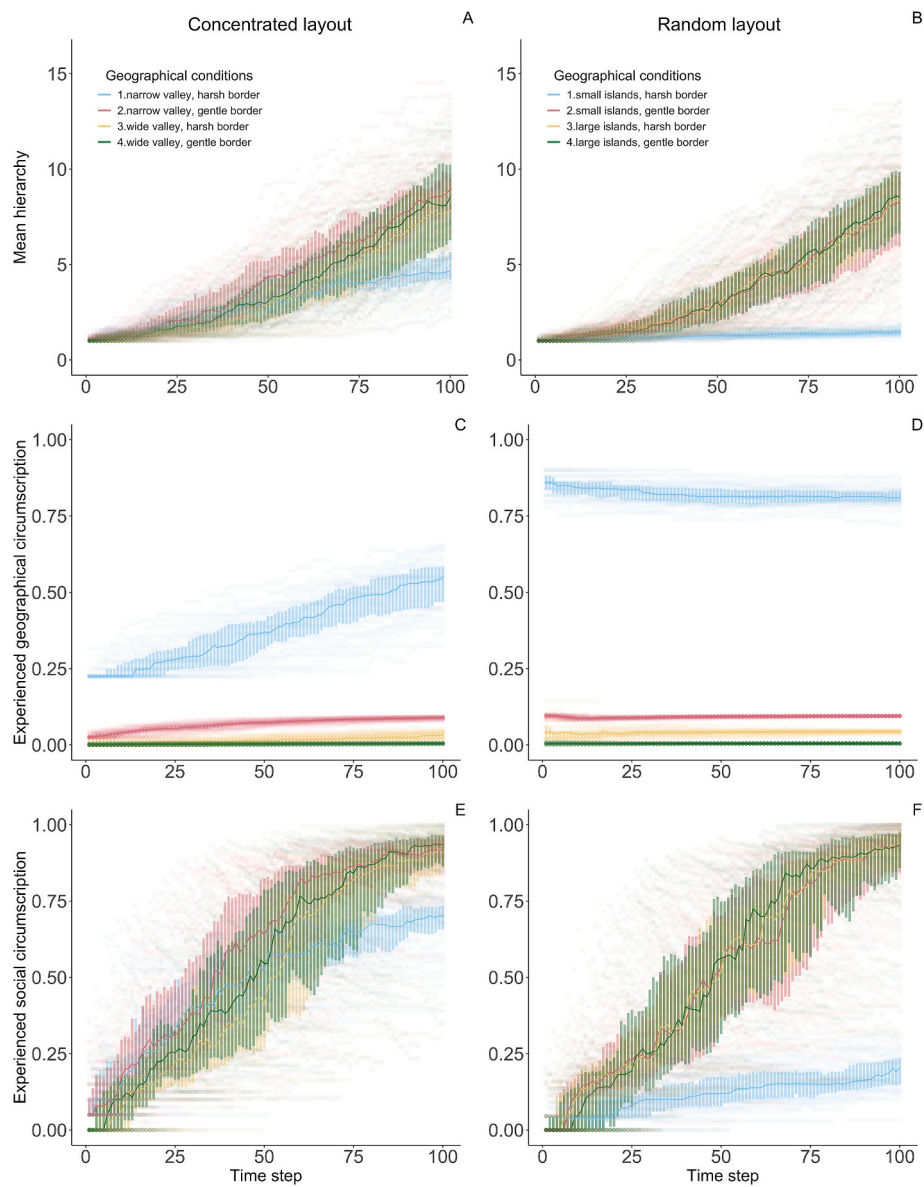 Concentrated layout
A
Random layout
B
Mean hierarchy
15
10
5
0
Geographical conditions
1.narrow valley, harsh border
2.narrow valley, gentle border
3.wide valley, harsh border
4.wide valley, gentle border
0 25 50 75 100
15
10
5
0
Geographical conditions
1.small islands, harsh border
2.small islands, gentle border
3.large islands, harsh border
4.large islands, gentle border
0 25 50 75 100
C
D
Experienced geographical circumscription
1.00
0.75
0.50
0.25
0.00
0 25 50 75 100
1.00
0.75
0.50
0.25
0.00
0 25 50 75 100
E
F
Experienced social circumscription
1.00
0.75
0.50
0.25
0.00
0 25 50 75 100
Time step
1.00
0.75
0.50
0.25
0.00
0 25 50 75 100
Time step